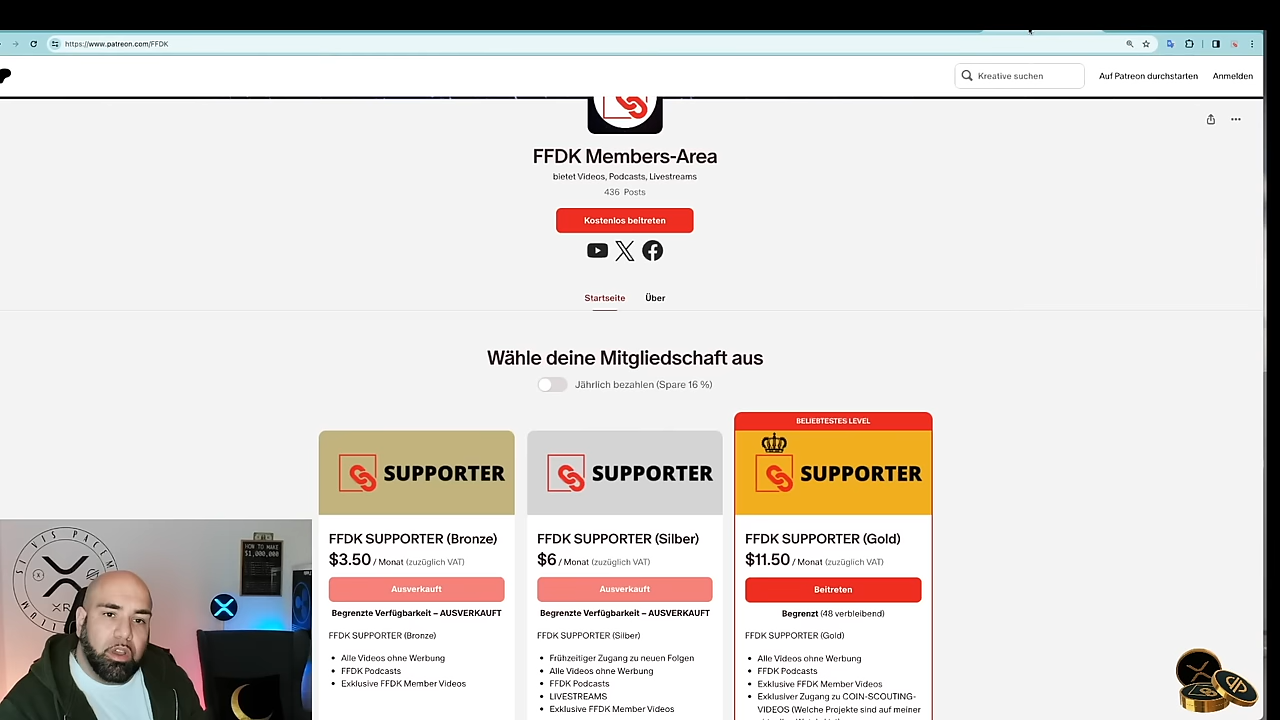 https://www.patreon.com/FFDK
Kreative suchen
Auf Patreon durchstarten
Anmelden
FFDK Members-Area
bietet Videos, Podcasts, Livestreams
436 Posts
Kostenlos beitreten
Startseite
Über
Wähle deine Mitgliedschaft aus
Jährlich bezahlen (Spare 16 %)
SUPPORTER
FFDK SUPPORTER (Bronze)
$3.50 / Monat (zuzüglich VAT)
Ausverkauft
Begrenzte Verfügbarkeit – AUSVERKAUFT
FFDK SUPPORTER (Bronze)
• Alle Videos ohne Werbung
• FFDK Podcasts
• Exklusive FFDK Member Videos
SUPPORTER
FFDK SUPPORTER (Silber)
$6 / Monat (zuzüglich VAT)
Ausverkauft
Begrenzte Verfügbarkeit – AUSVERKAUFT
FFDK SUPPORTER (Silber)
• Frühzeitiger Zugang zu neuen Folgen
• Alle Videos ohne Werbung
• FFDK Podcasts
• LIVESTREAMS
• Exklusive FFDK Member Videos
BELIEBTESTES LEVEL
SUPPORTER
FFDK SUPPORTER (Gold)
$11.50 / Monat (zuzüglich VAT)
Beitreten
Begrenzt (48 verbleibend)
FFDK SUPPORTER (Gold)
• Alle Videos ohne Werbung
• FFDK Podcasts
• Exklusive FFDK Member Videos
• Exklusiver Zugang zu COIN-SCOUTING-
VIDEOS (Welche Projekte sind auf meiner
HOW TO MAKE
$1,000,000